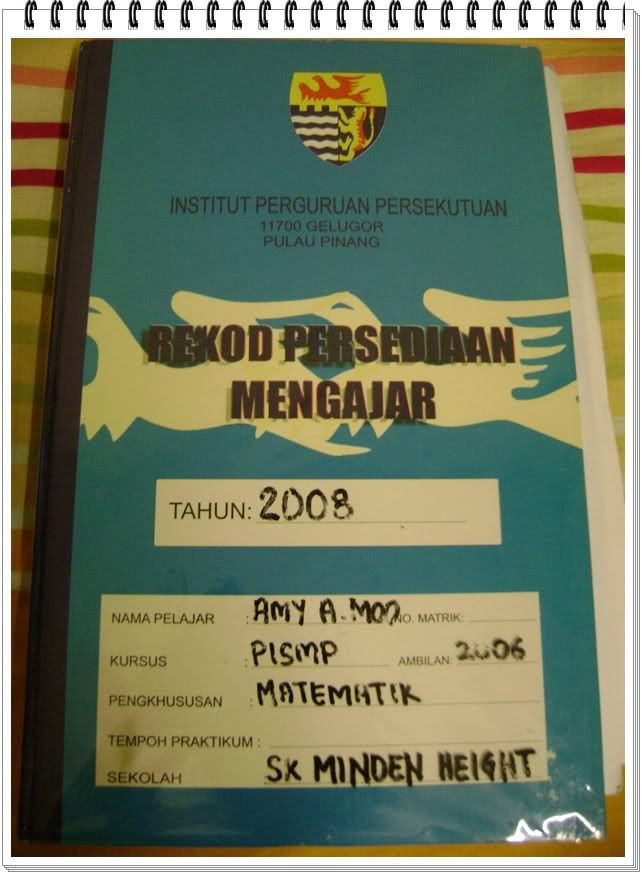 INSTITUT PERGURUAN PERSEKUTUAN
11700 GELUGOR
PULAU PINANG
REKOD PERSEDIAAN
MENGAJAR
TAHUN: 2008
NAMA PELAJAR : AMY A. MOO NO. MATRIK:
KURSUS : PISMP AMBILAN: 2006
PENGKHUSUSAN : MATEMATIK
TEMPOH PRAKTIKUM :
SEKOLAH SK MINDEN HEIGHT